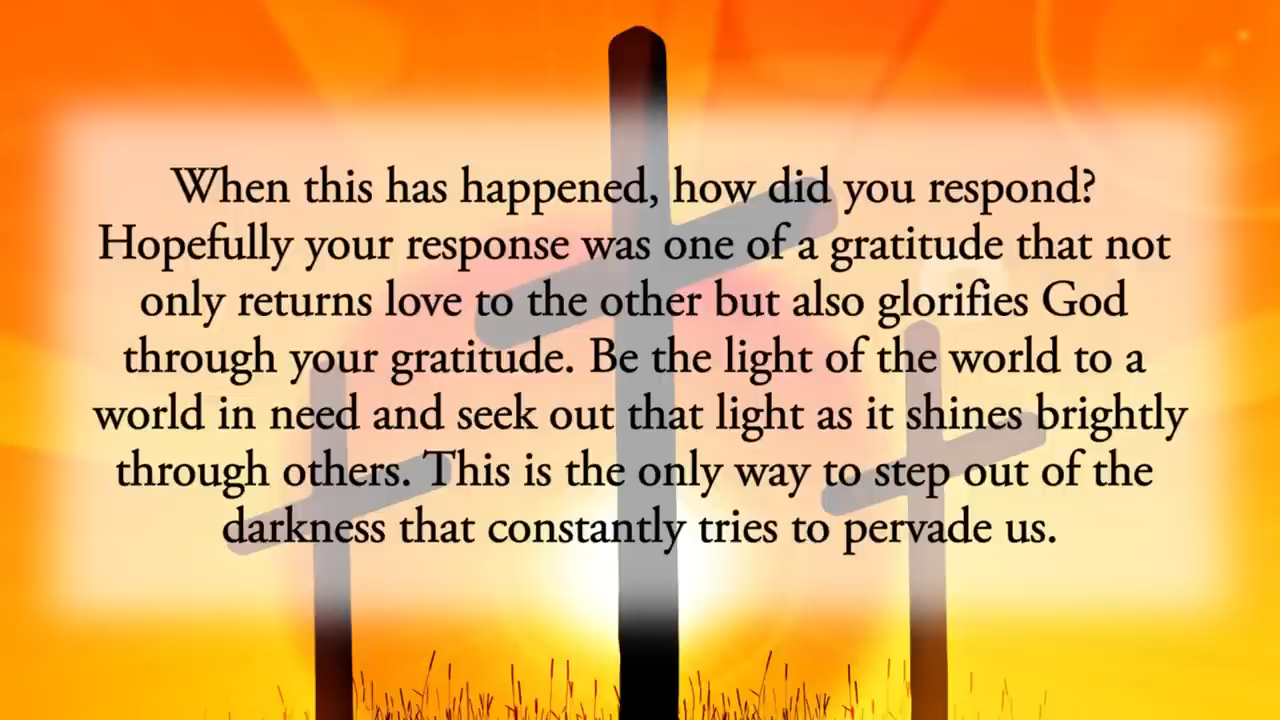 When this has happened, how did you respond?
Hopefully your response was one of a gratitude that not
only returns love to the other but also glorifies God
through your gratitude. Be the light of the world to a
world in need and seek out that light as it shines brightly
through others. This is the only way to step out of the
darkness that constantly tries to pervade us.